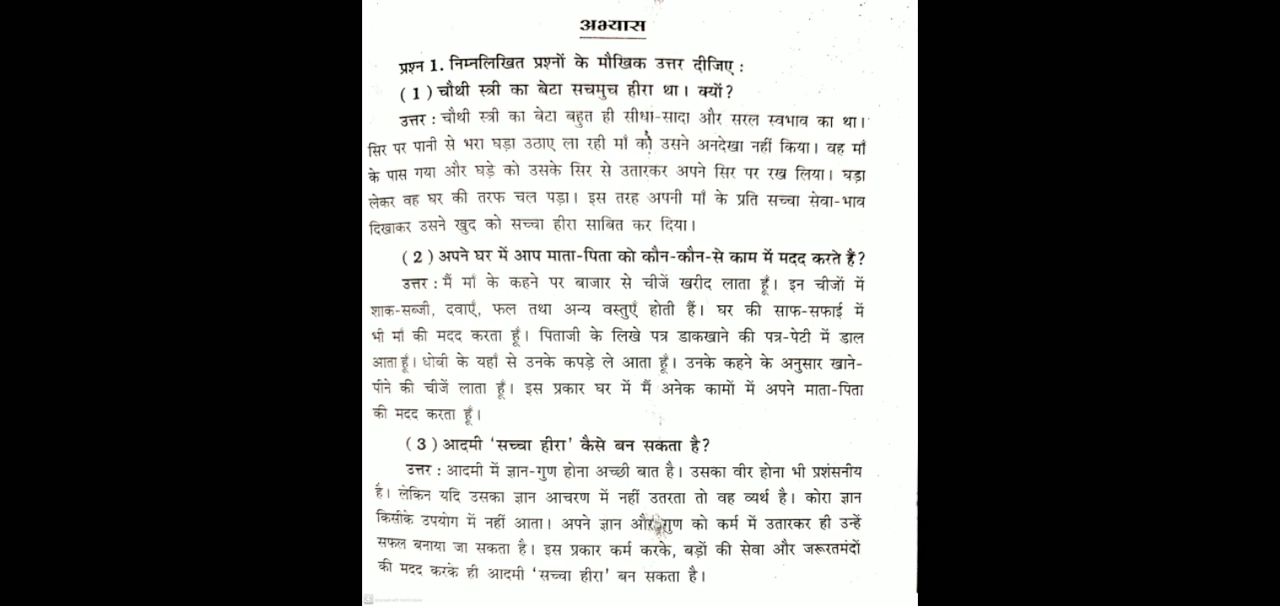 अभ्यास
प्रश्न 1. निम्नलिखित प्रश्नों के मौखिक उत्तर दीजिए :
( 1 ) चौथी स्त्री का बेटा सचमुच हीरा था। क्यों?
उत्तर : चौथी स्त्री का बेटा बहुत ही सीधा-सादा और सरल स्वभाव का था।
सिर पर पानी से भरा घड़ा उठाए ला रही माँ को उसने अनदेखा नहीं किया। वह माँ
के पास गया और घड़े को उसके सिर से उतारकर अपने सिर पर रख लिया। घड़ा
लेकर वह घर की तरफ चल पड़ा। इस तरह अपनी माँ के प्रति सच्चा सेवा-भाव
दिखाकर उसने खुद को सच्चा हीरा साबित कर दिया।
( 2 ) अपने घर में आप माता-पिता को कौन-कौन-से काम में मदद करते हैं?
उत्तर : मैं माँ के कहने पर बाजार से चीजें खरीद लाता हूँ। इन चीजों में
शाक-सब्जी, दवाएँ, फल तथा अन्य वस्तुएँ होती हैं। घर की साफ-सफाई में
भी माँ की मदद करता हूँ। पिताजी के लिखे पत्र डाकखाने की पत्र-पेटी में डाल
आता हूँ। धोबी के यहाँ से उनके कपड़े ले आता हूँ। उनके कहने के अनुसार खाने-
पीने की चीजें लाता हूँ। इस प्रकार घर में मैं अनेक कामों में अपने माता-पिता
की मदद करता हूँ।
( 3 ) आदमी ‘सच्चा हीरा’ कैसे बन सकता है?
उत्तर : आदमी में ज्ञान-गुण होना अच्छी बात है। उसका वीर होना भी प्रशंसनीय
है। लेकिन यदि उसका ज्ञान आचरण में नहीं उतरता तो वह व्यर्थ है। कोरा ज्ञान
किसीके उपयोग में नहीं आता। अपने ज्ञान और गुण को कर्म में उतारकर ही उन्हें
सफल बनाया जा सकता है। इस प्रकार कर्म करके, बड़ों की सेवा और जरूरतमंदों
की मदद करके ही आदमी ‘सच्चा हीरा’ बन सकता है।